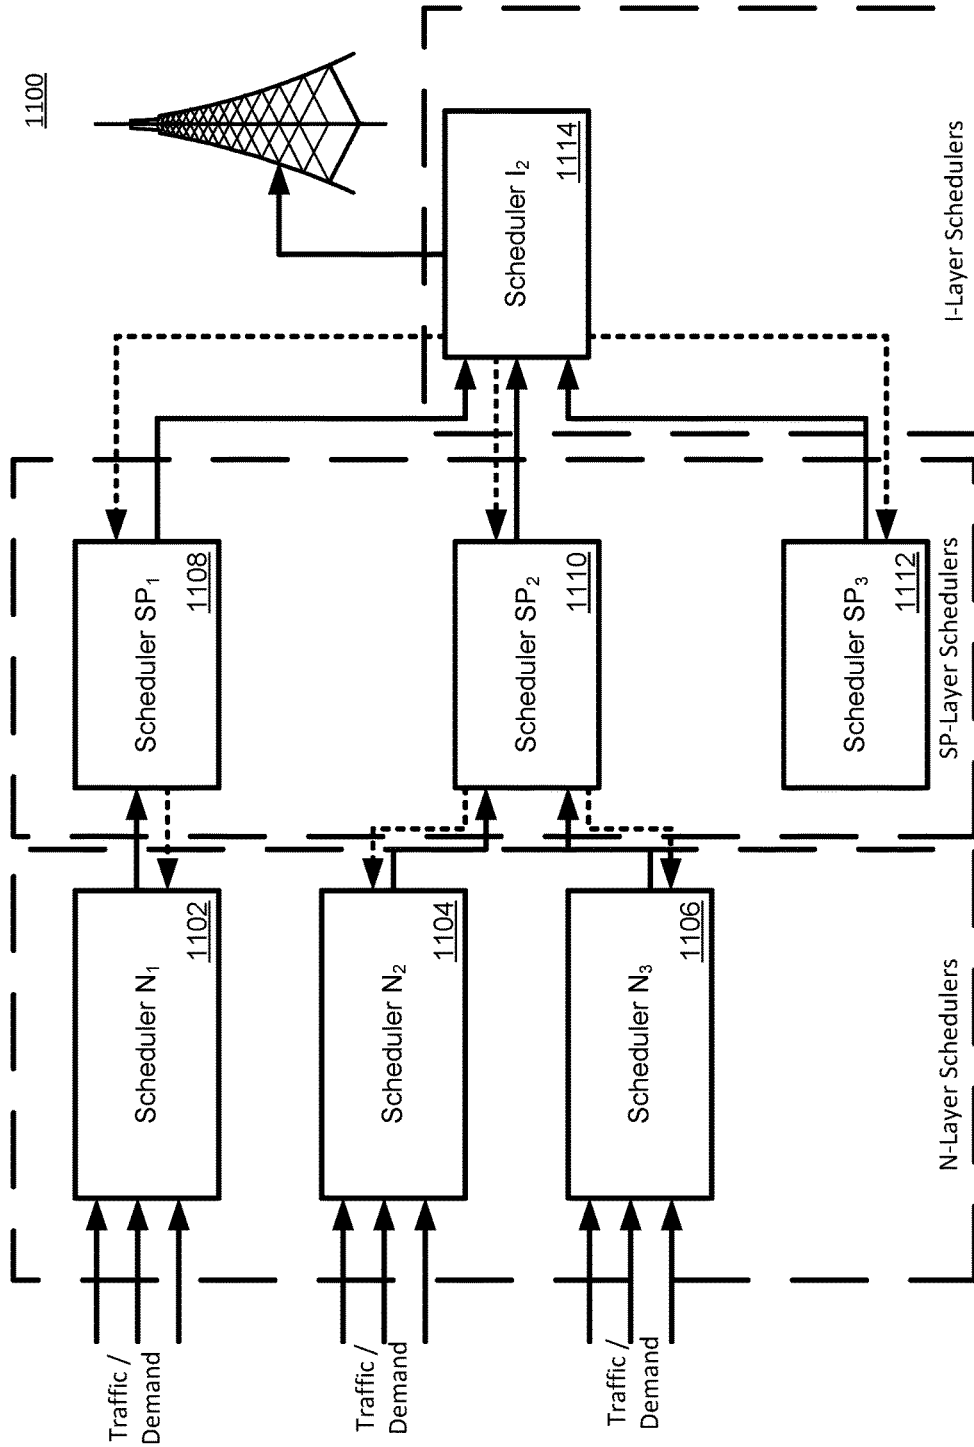 1100
Traffic /
Demand
Scheduler N1
1102
Scheduler SP1
1108
Traffic /
Demand
Scheduler N2
1104
Scheduler SP2
1110
Scheduler I2
1114
Traffic /
Demand
Scheduler N3
1106
Scheduler SP3
1112
N-Layer Schedulers
SP-Layer Schedulers
I-Layer Schedulers